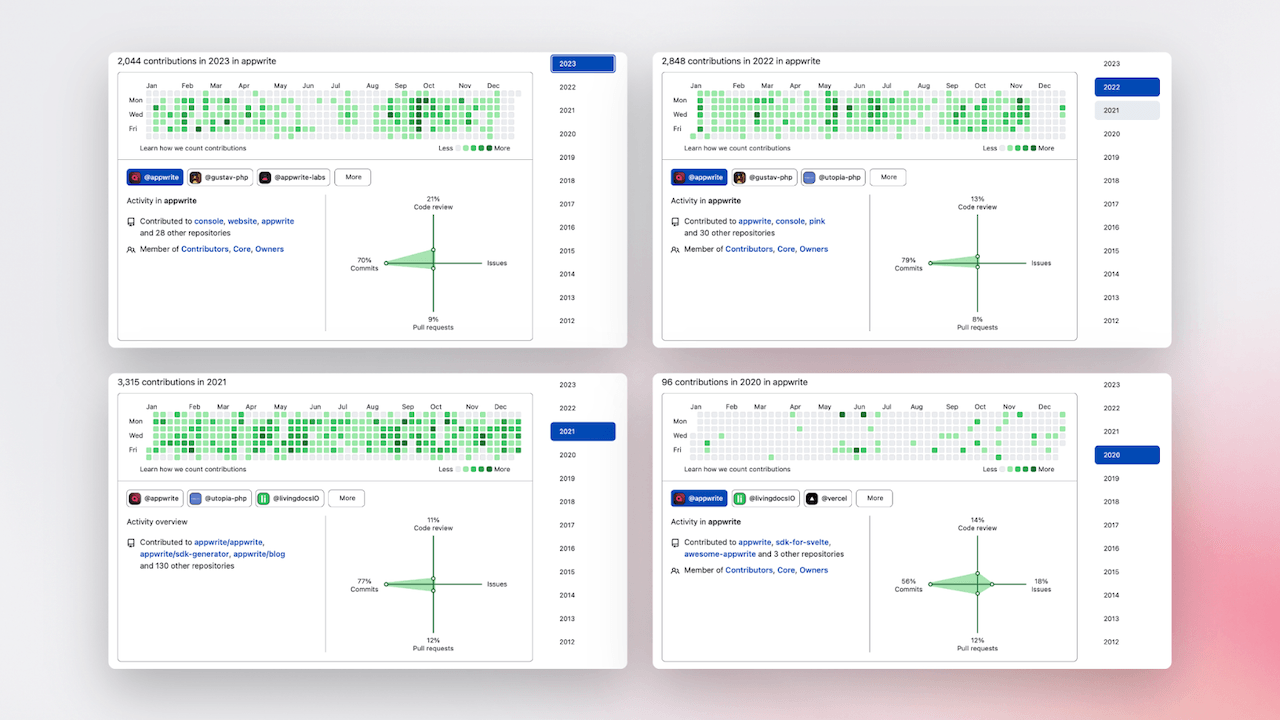 2,044 contributions in 2023 in appwrite
Jan Feb Mar Apr May Jun Jul Aug Sep Oct Nov Dec
Mon
Wed
Fri
Learn how we count contributions
Less More
@appwrite @gustav-php @appwrite-labs More
Activity in appwrite
Contributed to console, website, appwrite
and 28 other repositories
Member of Contributors, Core, Owners
21%
Code review
70%
Commits
Issues
9%
Pull requests
2023
2022
2021
2020
2019
2018
2017
2016
2015
2014
2013
2012
2,848 contributions in 2022 in appwrite
Jan Feb Mar Apr May Jun Jul Aug Sep Oct Nov Dec
Mon
Wed
Fri
Learn how we count contributions
Less More
@appwrite @gustav-php @utopia-php More
Activity in appwrite
Contributed to appwrite, console, pink
and 30 other repositories
Member of Contributors, Core, Owners
13%
Code review
79%
Commits
Issues
8%
Pull requests
2023
2022
2021
2020
2019
2018
2017
2016
2015
2014
2013
2012
3,315 contributions in 2021
Jan Feb Mar Apr May Jun Jul Aug Sep Oct Nov Dec
Mon
Wed
Fri
Learn how we count contributions
Less More
@appwrite @utopia-php @livingdocsIO More
Activity overview
Contributed to appwrite/appwrite,
appwrite/sdk-generator, appwrite/blog
and 130 other repositories
11%
Code review
77%
Commits
Issues
12%
Pull requests
2023
2022
2021
2020
2019
2018
2017
2016
2015
2014
2013
2012
96 contributions in 2020 in appwrite
Jan Feb Mar Apr May Jun Jul Aug Sep Oct Nov Dec
Mon
Wed
Fri
Learn how we count contributions
Less More
@appwrite @livingdocsIO @vercel More
Activity in appwrite
Contributed to appwrite, sdk-for-svelte,
awesome-appwrite and 3 other repositories
Member of Contributors, Core, Owners
14%
Code review
56%
Commits
18%
Issues
12%
Pull requests
2023
2022
2021
2020
2019
2018
2017
2016
2015
2014
2013
2012